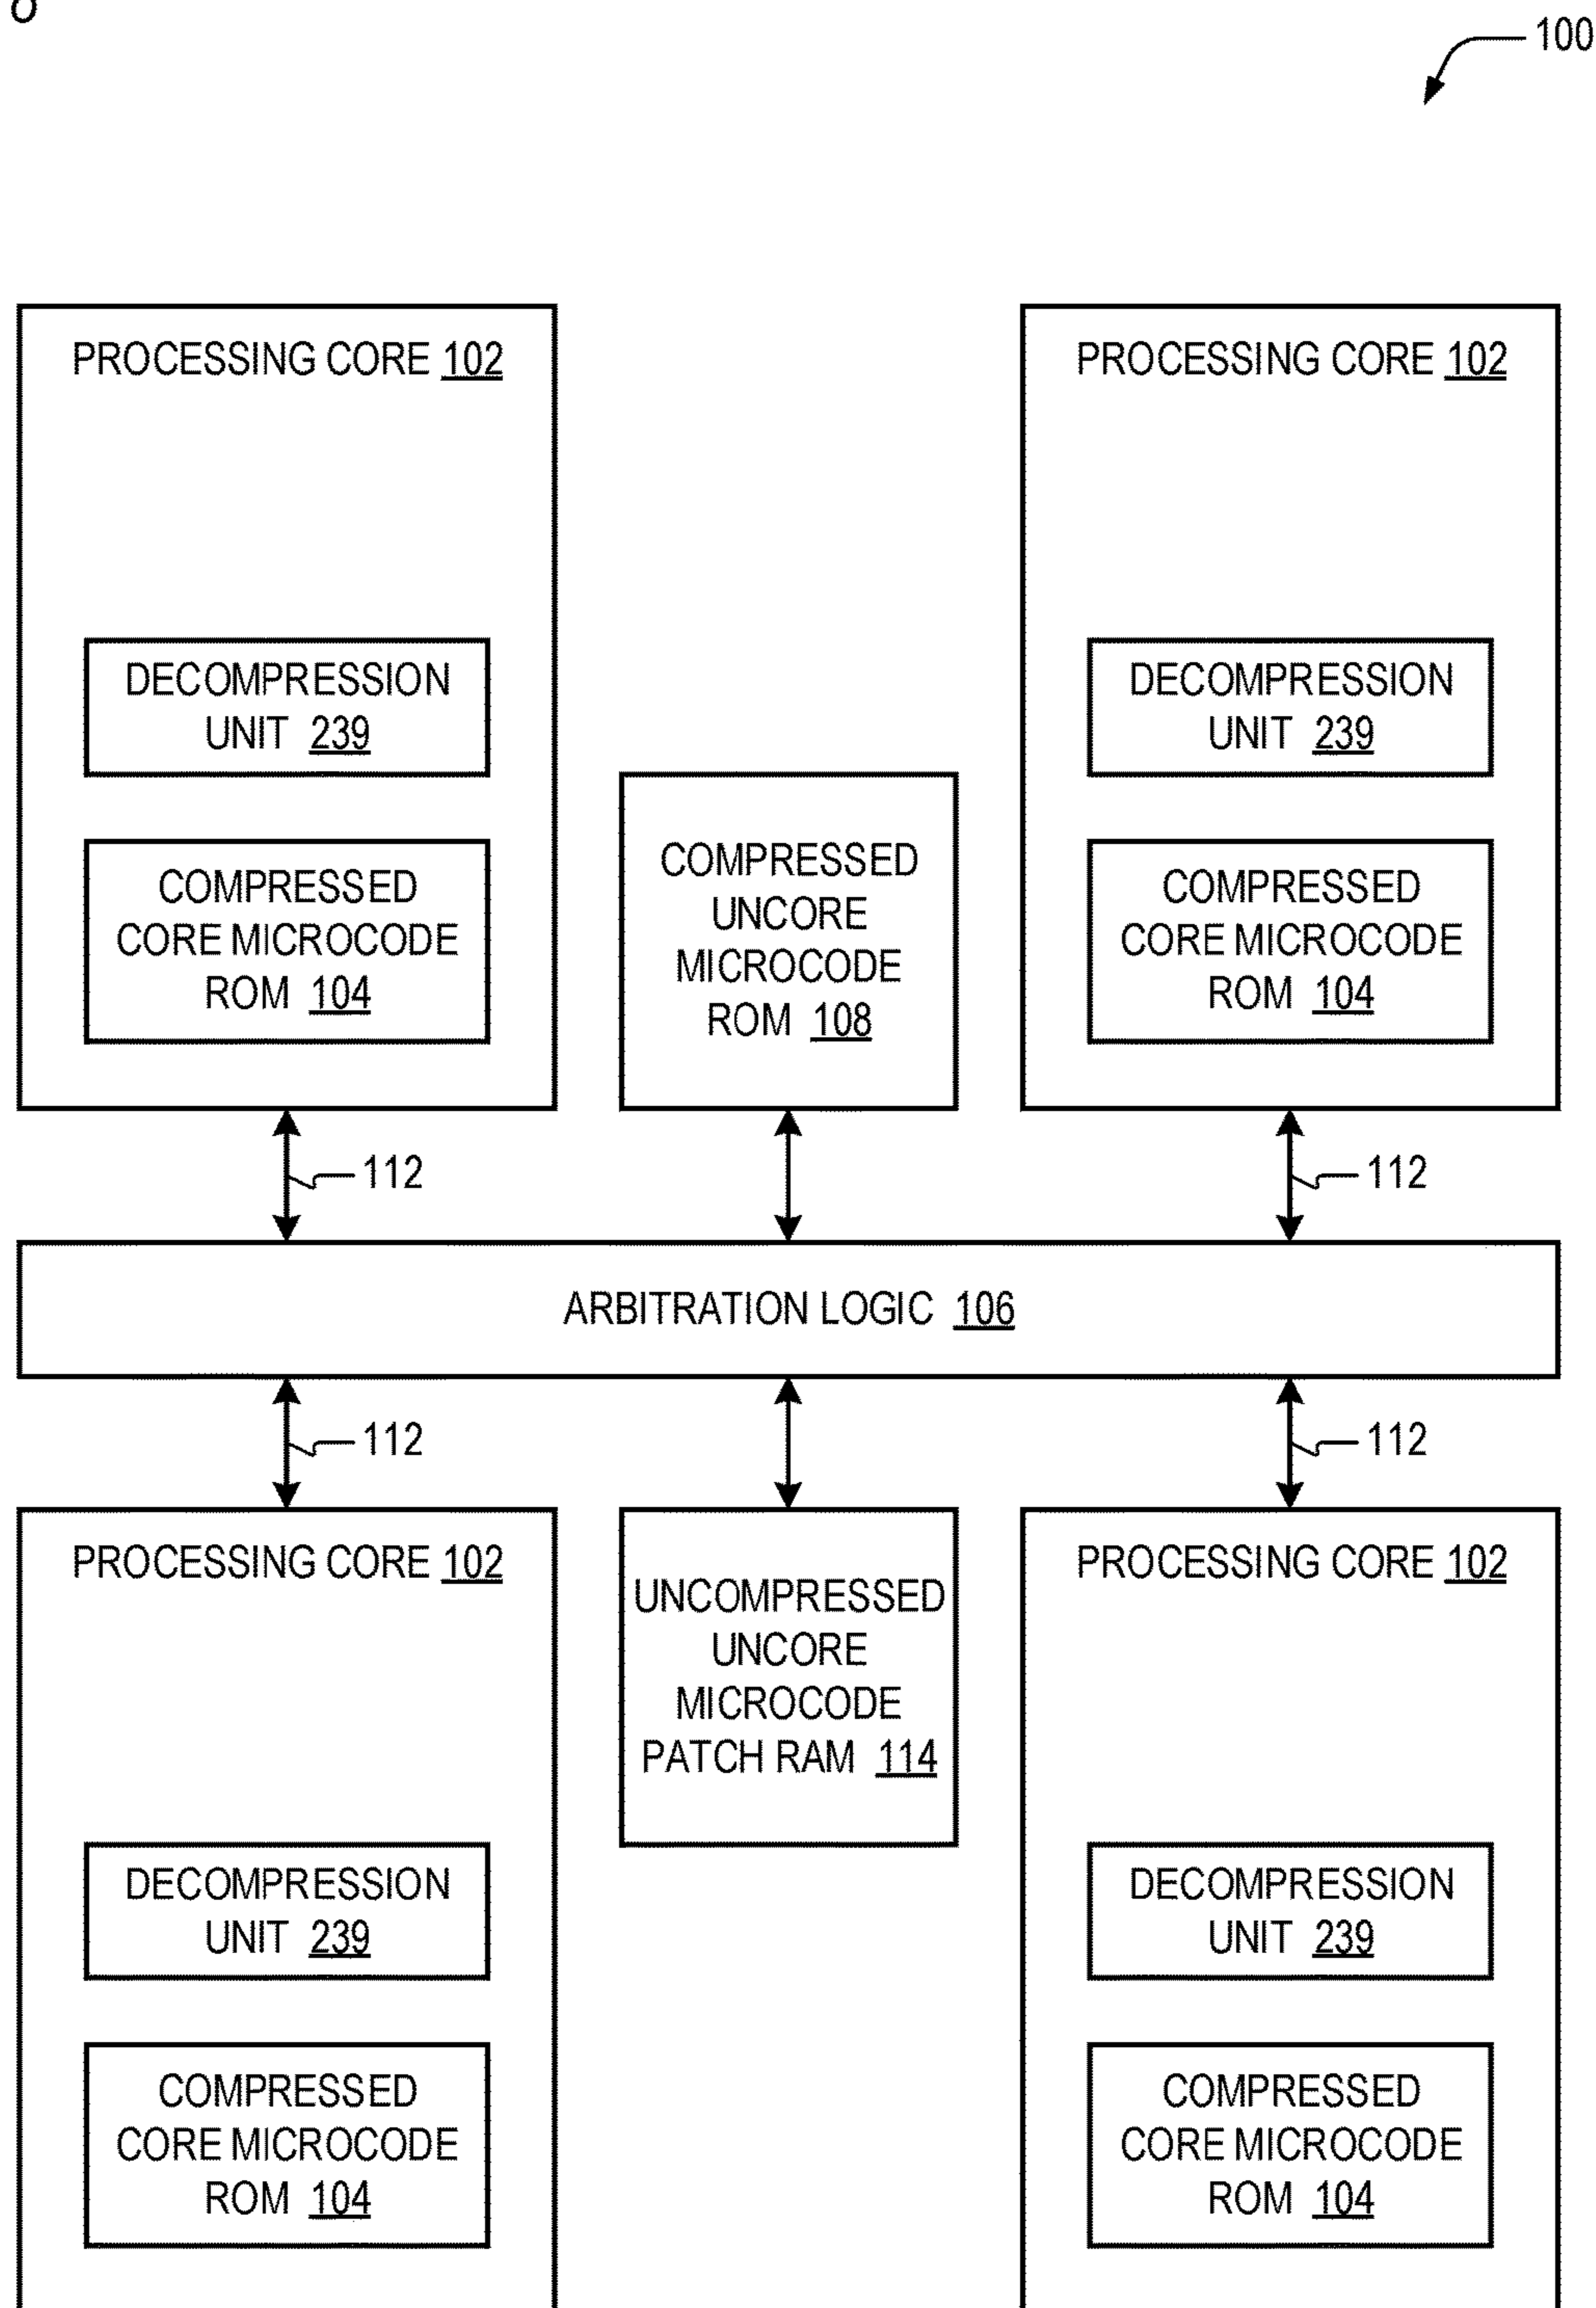 100
PROCESSING CORE 102
PROCESSING CORE 102
DECOMPRESSION
UNIT 239
DECOMPRESSION
UNIT 239
COMPRESSED
CORE MICROCODE
ROM 104
COMPRESSED
UNCORE
MICROCODE
ROM 108
COMPRESSED
CORE MICROCODE
ROM 104
112
112
ARBITRATION LOGIC 106
112
112
PROCESSING CORE 102
UNCOMPRESSED
UNCORE
MICROCODE
PATCH RAM 114
PROCESSING CORE 102
DECOMPRESSION
UNIT 239
DECOMPRESSION
UNIT 239
COMPRESSED
CORE MICROCODE
ROM 104
COMPRESSED
CORE MICROCODE
ROM 104